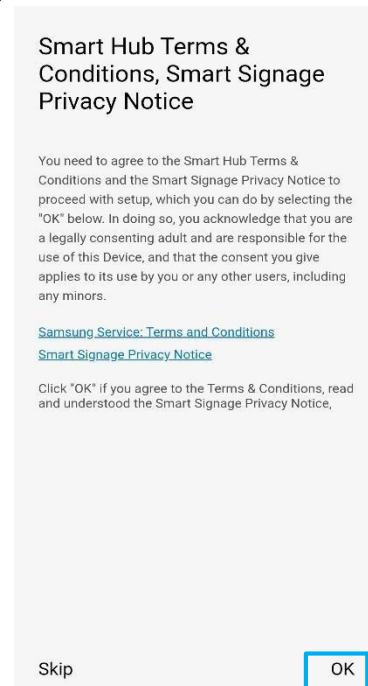 Smart Hub Terms &
Conditions, Smart Signage
Privacy Notice
You need to agree to the Smart Hub Terms &
Conditions and the Smart Signage Privacy Notice to
proceed with setup, which you can do by selecting the
"OK" below. In doing so, you acknowledge that you are
a legally consenting adult and are responsible for the
use of this Device, and that the consent you give
applies to its use by you or any other users, including
any minors.
Samsung Service: Terms and Conditions
Smart Signage Privacy Notice
Click "OK" if you agree to the Terms & Conditions, read
and understood the Smart Signage Privacy Notice,
Skip OK